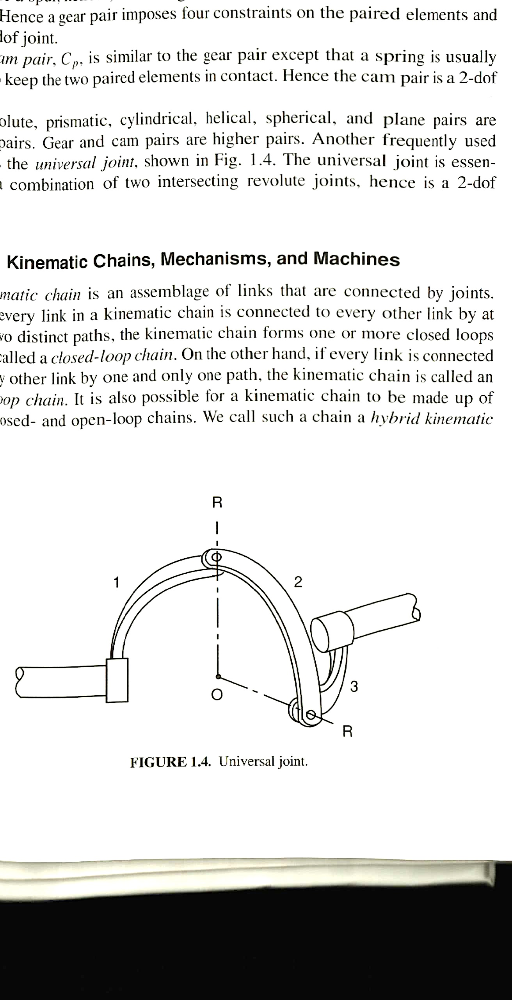 Hence a gear pair imposes four constraints on the paired elements and
dof joint.
am pair, Cp, is similar to the gear pair except that a spring is usually
keep the two paired elements in contact. Hence the cam pair is a 2-dof
olute, prismatic, cylindrical, helical, spherical, and plane pairs are
pairs. Gear and cam pairs are higher pairs. Another frequently used
the universal joint, shown in Fig. 1.4. The universal joint is essen-
combination of two intersecting revolute joints, hence is a 2-dof
Kinematic Chains, Mechanisms, and Machines
matic chain is an assemblage of links that are connected by joints.
every link in a kinematic chain is connected to every other link by at
vo distinct paths, the kinematic chain forms one or more closed loops
called a closed-loop chain. On the other hand, if every link is connected
y other link by one and only one path, the kinematic chain is called an
oop chain. It is also possible for a kinematic chain to be made up of
osed- and open-loop chains. We call such a chain a hybrid kinematic
R
1
2
3
O
R
FIGURE 1.4. Universal joint.